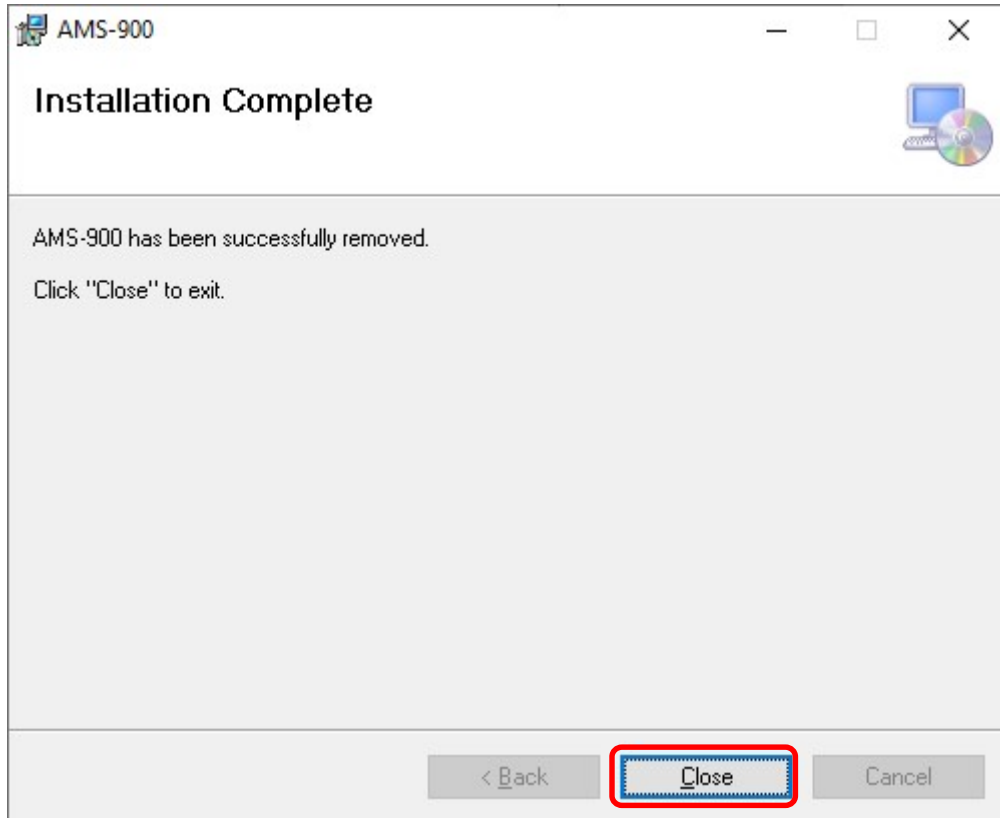 AMS-900
Installation Complete
AMS-900 has been successfully removed.
Click "Close" to exit.
< Back
Close
Cancel